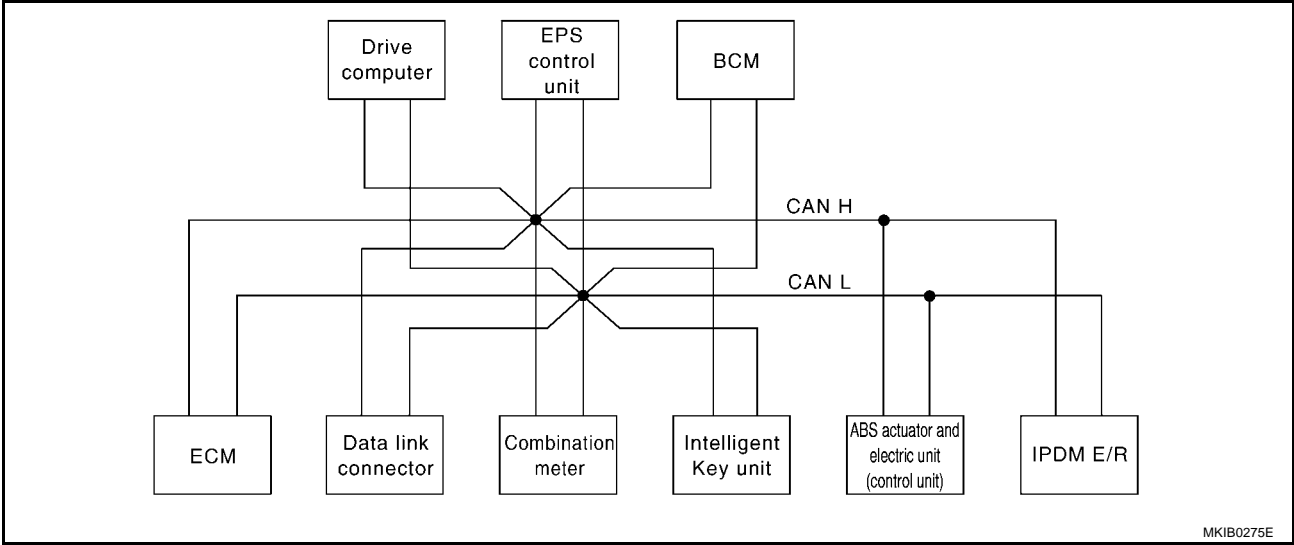 Drive
computer
EPS
control
unit
BCM
CAN H
CAN L
ECM
Data link
connector
Combination
meter
Intelligent
Key unit
ABS actuator and
electric unit
(control unit)
IPDM E/R
MKIB0275E